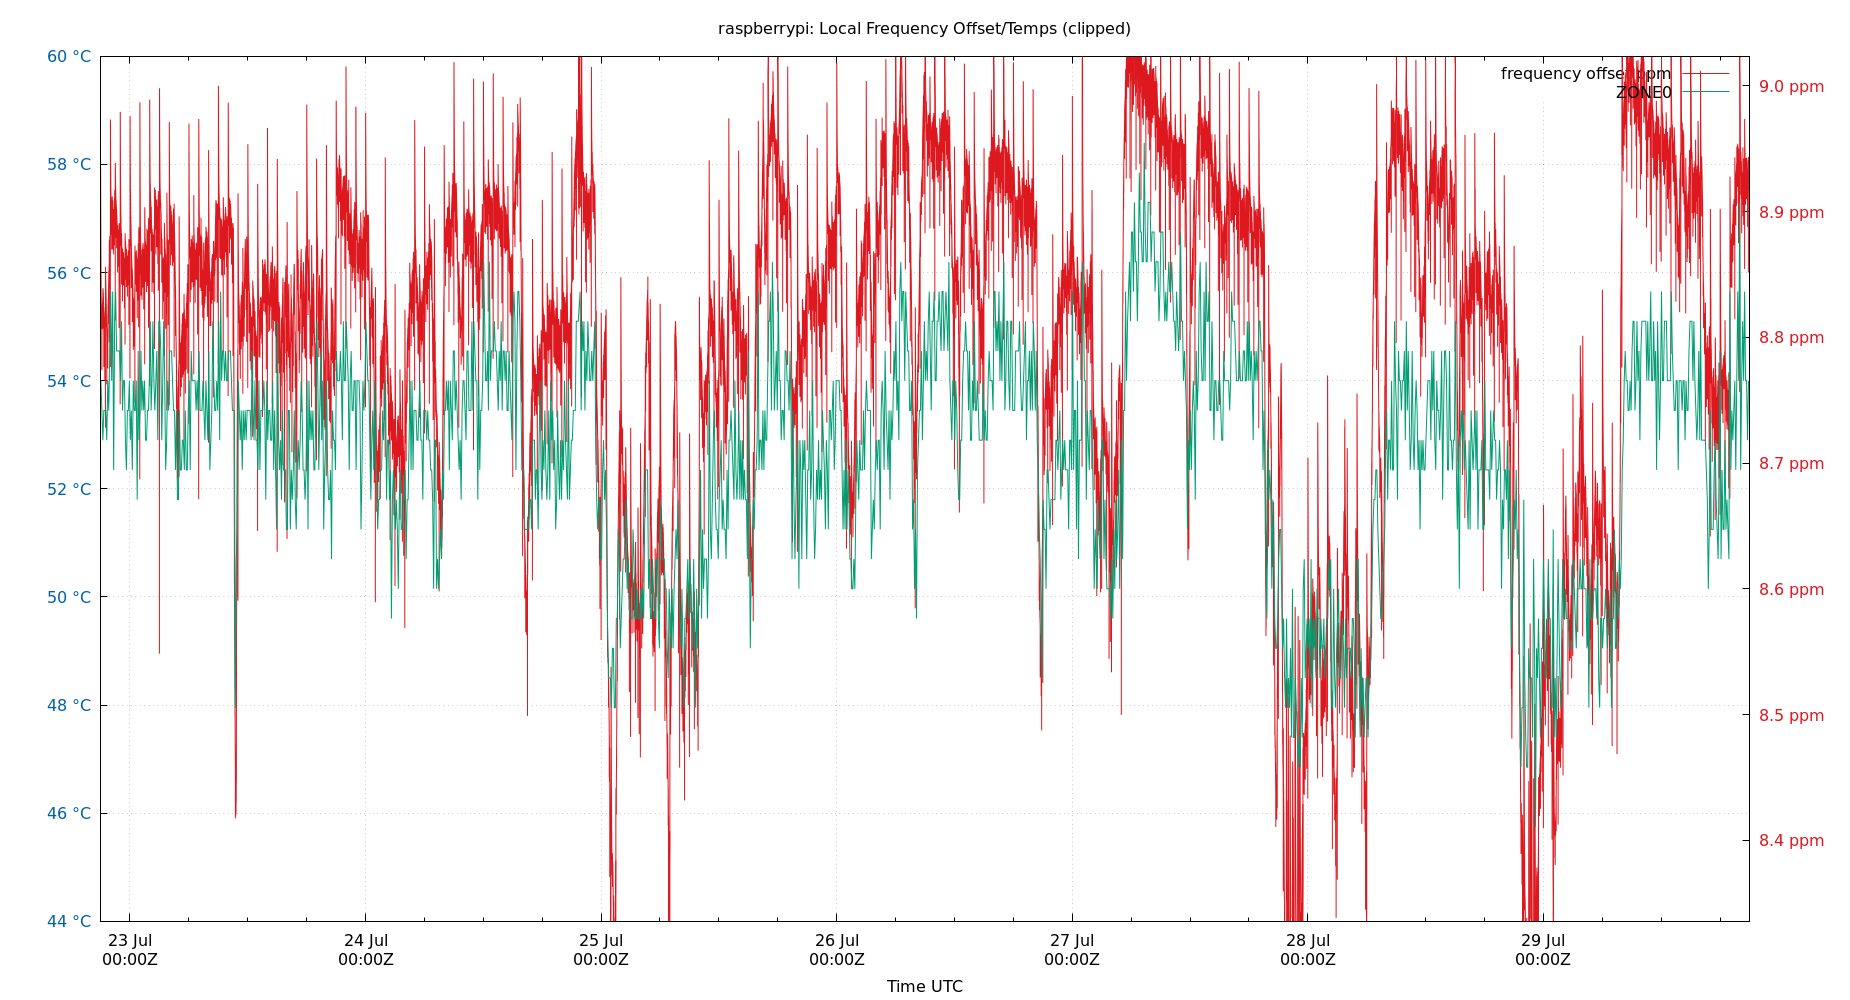 raspberrypi: Local Frequency Offset/Temps (clipped)
frequency offset ppm
ZONE0
60 °C
58 °C
56 °C
54 °C
52 °C
50 °C
48 °C
46 °C
44 °C
9.0 ppm
8.9 ppm
8.8 ppm
8.7 ppm
8.6 ppm
8.5 ppm
8.4 ppm
23 Jul
00:00Z
24 Jul
00:00Z
25 Jul
00:00Z
26 Jul
00:00Z
27 Jul
00:00Z
28 Jul
00:00Z
29 Jul
00:00Z
Time UTC